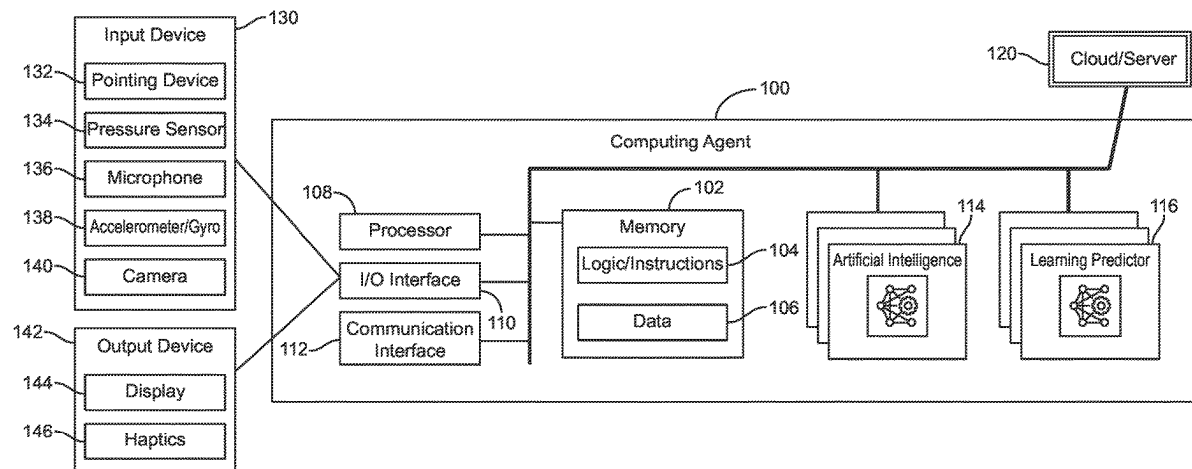 Input Device
130
132
Pointing Device
134
Pressure Sensor
136
Microphone
138
Accelerometer/Gyro
140
Camera
142
Output Device
144
Display
146
Haptics
100
Computing Agent
120
Cloud/Server
108
Processor
I/O Interface
110
Communication
Interface
112
102
Memory
Logic/Instructions
104
Data
106
114
Artificial Intelligence
116
Learning Predictor